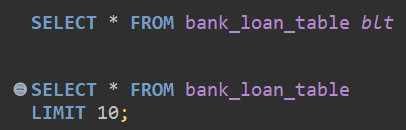 SELECT * FROM bank_loan_table blt
SELECT * FROM bank_loan_table
LIMIT 10;